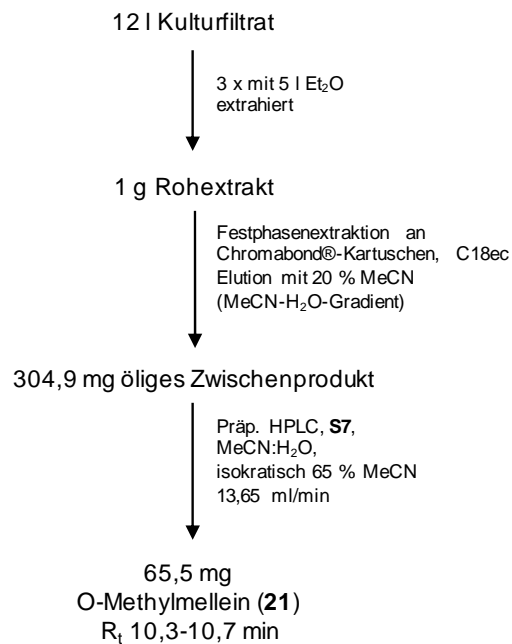 12 l Kulturfiltrat
3 x mit 5 l Et₂O
extrahiert
1 g Rohextrakt
Festphasenextraktion an
Chromabond®-Kartuschen, C18ec
Elution mit 20 % MeCN
(MeCN-H₂O-Gradient)
304,9 mg öliges Zwischenprodukt
Präp. HPLC, S7,
MeCN:H₂O,
isokratisch 65 % MeCN
13,65 ml/min
65,5 mg
O-Methylmellein (21)
Rₜ 10,3-10,7 min